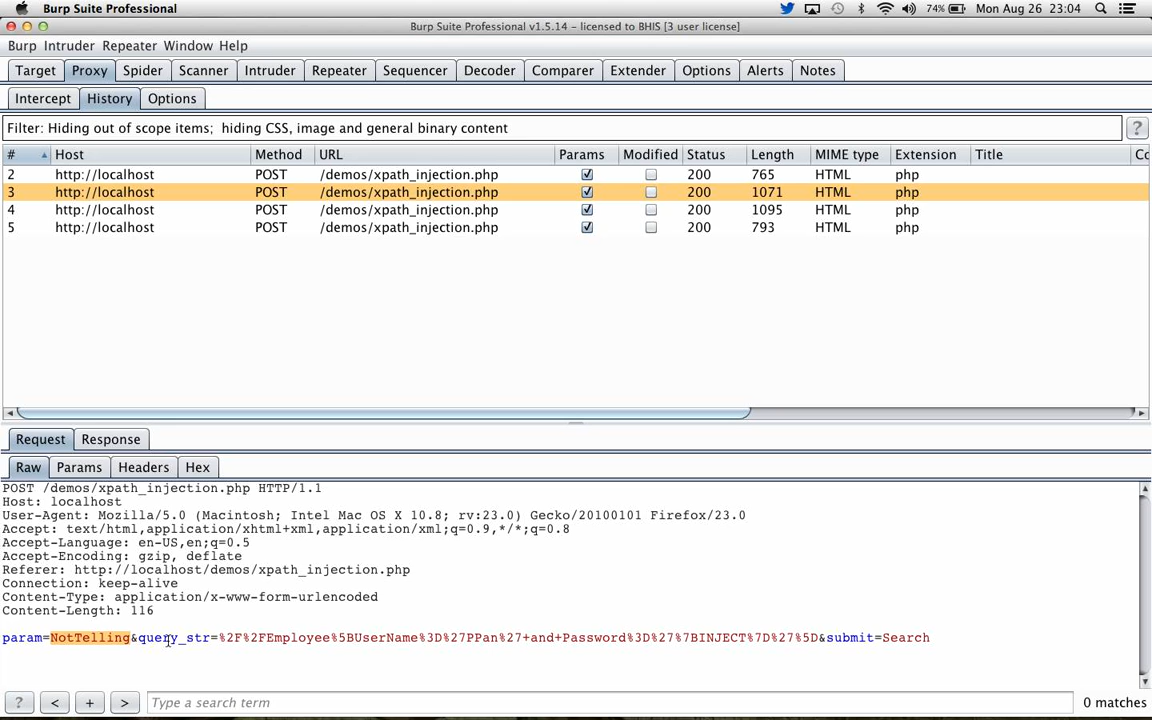 Burp Suite Professional 74% Mon Aug 26 23:04
Burp Suite Professional v1.5.14 - licensed to BHIS [3 user license]
Burp Intruder Repeater Window Help
Target Proxy Spider Scanner Intruder Repeater Sequencer Decoder Comparer Extender Options Alerts Notes
Intercept History Options
Filter: Hiding out of scope items; hiding CSS, image and general binary content ?
# Host Method URL Params Modified Status Length MIME type Extension Title Co
2 http://localhost POST /demos/xpath_injection.php 200 765 HTML php
3 http://localhost POST /demos/xpath_injection.php 200 1071 HTML php
4 http://localhost POST /demos/xpath_injection.php 200 1095 HTML php
5 http://localhost POST /demos/xpath_injection.php 200 793 HTML php
Request Response
Raw Params Headers Hex
POST /demos/xpath_injection.php HTTP/1.1
Host: localhost
User-Agent: Mozilla/5.0 (Macintosh; Intel Mac OS X 10.8; rv:23.0) Gecko/20100101 Firefox/23.0
Accept: text/html,application/xhtml+xml,application/xml;q=0.9,*/*;q=0.8
Accept-Language: en-US,en;q=0.5
Accept-Encoding: gzip, deflate
Referer: http://localhost/demos/xpath_injection.php
Connection: keep-alive
Content-Type: application/x-www-form-urlencoded
Content-Length: 116
param=NotTelling&query_str=%2F%2FEmployee%5BUserName%3D%27PPan%27+and+Password%3D%27%7BINJECT%7D%27%5D&submit=Search
? < + > Type a search term 0 matches